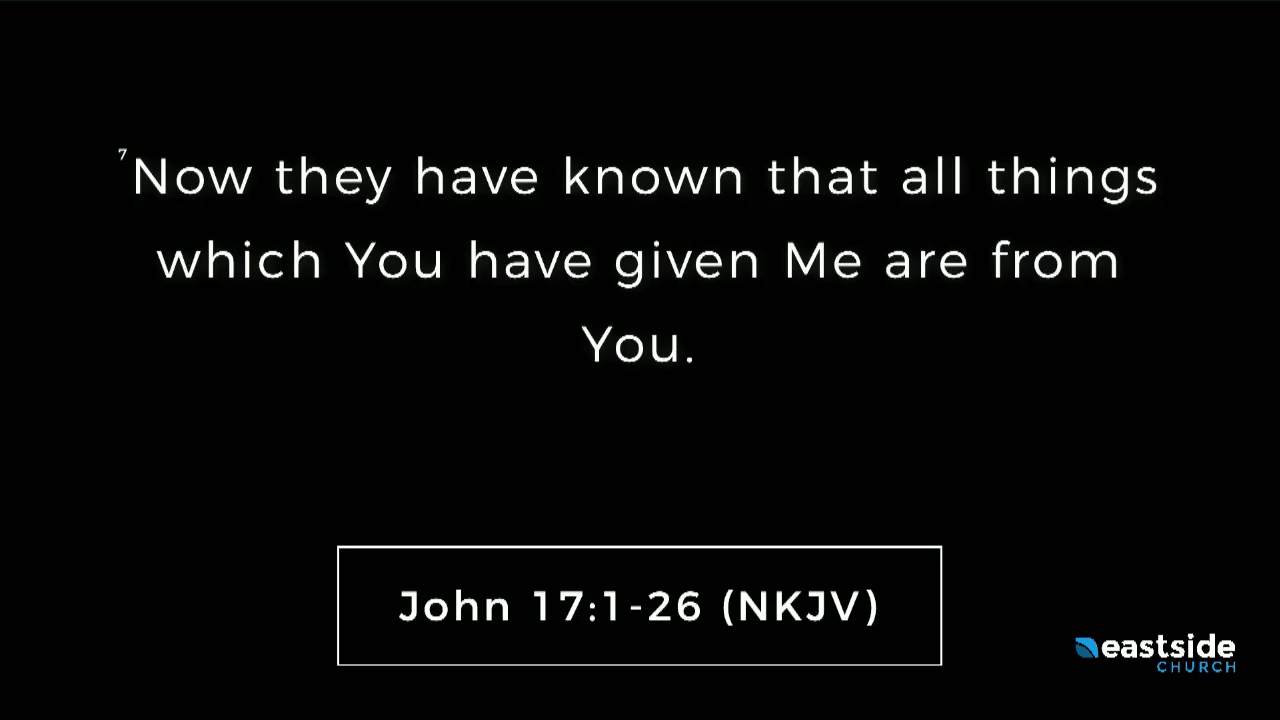 ⁷Now they have known that all things
which You have given Me are from
You.
John 17:1-26 (NKJV)
eastside
CHURCH